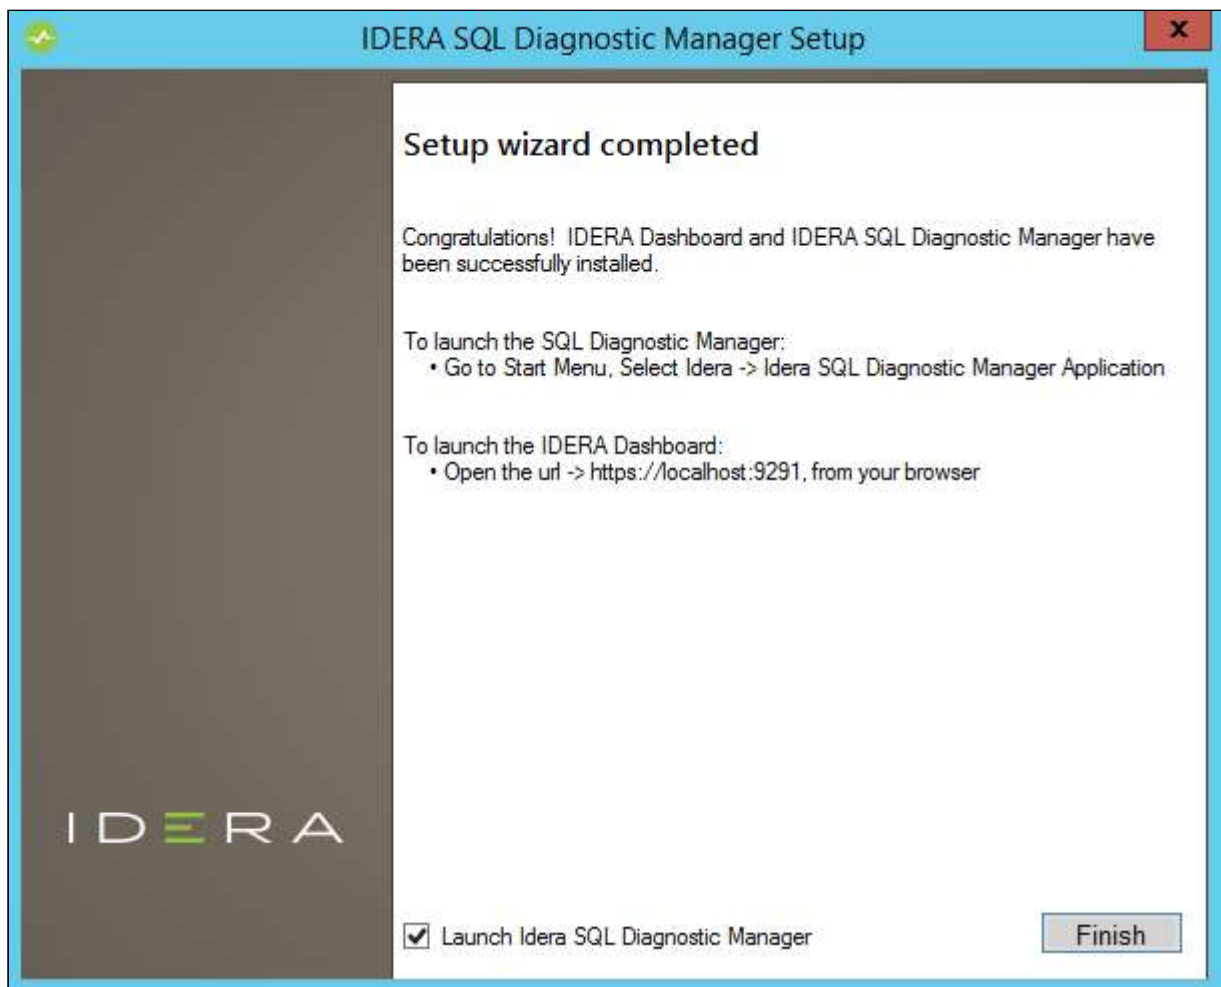 IDERA SQL Diagnostic Manager Setup
x
Setup wizard completed
Congratulations!  IDERA Dashboard and IDERA SQL Diagnostic Manager have
been successfully installed.
To launch the SQL Diagnostic Manager:
• Go to Start Menu, Select Idera -> Idera SQL Diagnostic Manager Application
To launch the IDERA Dashboard:
• Open the url -> https://localhost:9291, from your browser
IDERA
Launch Idera SQL Diagnostic Manager
Finish